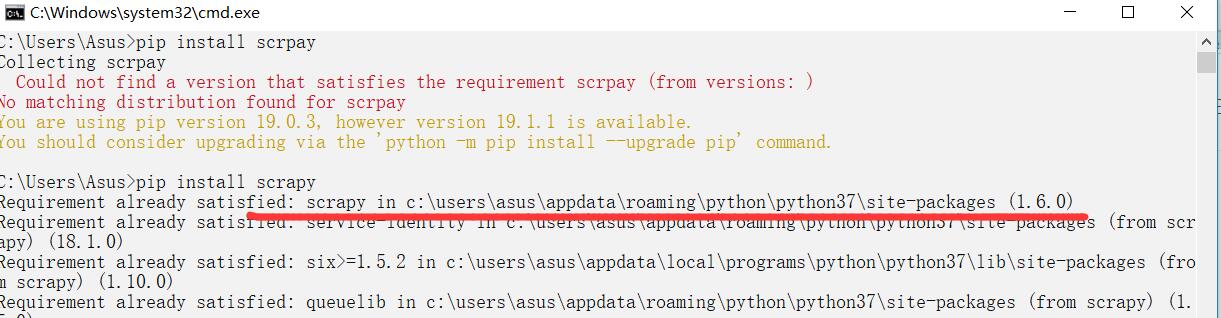 C:\Windows\system32\cmd.exe
C:\Users\Asus>pip install scrpay
Collecting scrpay
Could not find a version that satisfies the requirement scrpay (from versions: )
No matching distribution found for scrpay
You are using pip version 19.0.3, however version 19.1.1 is available.
You should consider upgrading via the 'python -m pip install --upgrade pip' command.
C:\Users\Asus>pip install scrapy
Requirement already satisfied: scrapy in c:\users\asus\appdata\roaming\python\python37\site-packages (1.6.0)
Requirement already satisfied: service-identity in c:\users\asus\appdata\roaming\python\python37\site-packages (from scr
apy) (18.1.0)
Requirement already satisfied: six>=1.5.2 in c:\users\asus\appdata\local\programs\python\python37\lib\site-packages (fro
m scrapy) (1.10.0)
Requirement already satisfied: queuelib in c:\users\asus\appdata\roaming\python\python37\site-packages (from scrapy) (1.